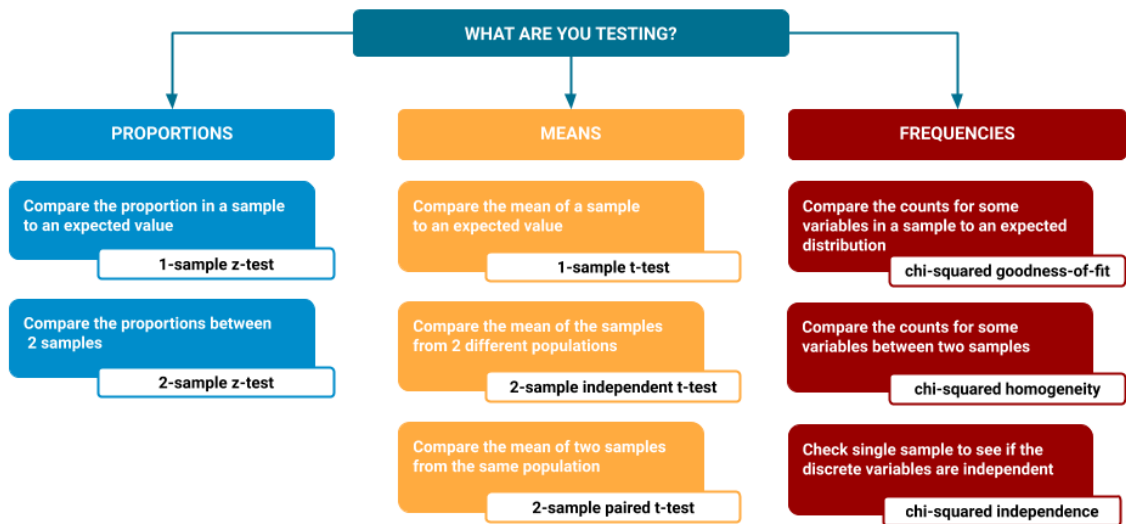 WHAT ARE YOU TESTING?
PROPORTIONS
Compare the proportion in a sample
to an expected value
1-sample z-test
Compare the proportions between
2 samples
2-sample z-test
MEANS
Compare the mean of a sample
to an expected value
1-sample t-test
Compare the mean of the samples
from 2 different populations
2-sample independent t-test
Compare the mean of two samples
from the same population
2-sample paired t-test
FREQUENCIES
Compare the counts for some
variables in a sample to an expected
distribution
chi-squared goodness-of-fit
Compare the counts for some
variables between two samples
chi-squared homogeneity
Check single sample to see if the
discrete variables are independent
chi-squared independence